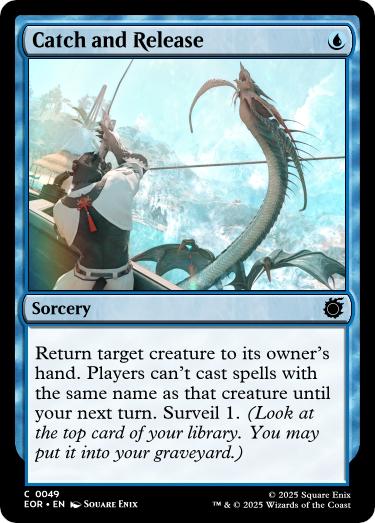 Catch and Release
Sorcery
Return target creature to its owner's
hand. Players can't cast spells with
the same name as that creature until
your next turn. Surveil 1. (Look at
the top card of your library. You may
put it into your graveyard.)
C 0049
EOR • EN Square Enix
© 2025 Square Enix
™ & © 2025 Wizards of the Coast